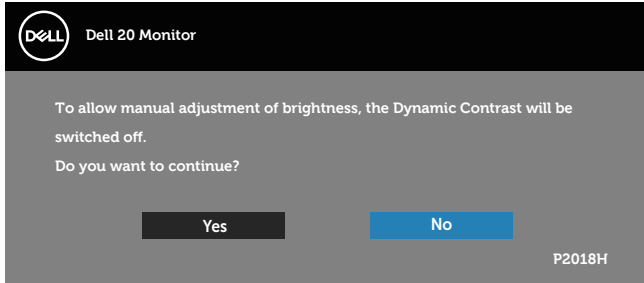 DELL
Dell 20 Monitor
To allow manual adjustment of brightness, the Dynamic Contrast will be
switched off.
Do you want to continue?
Yes
No
P2018H